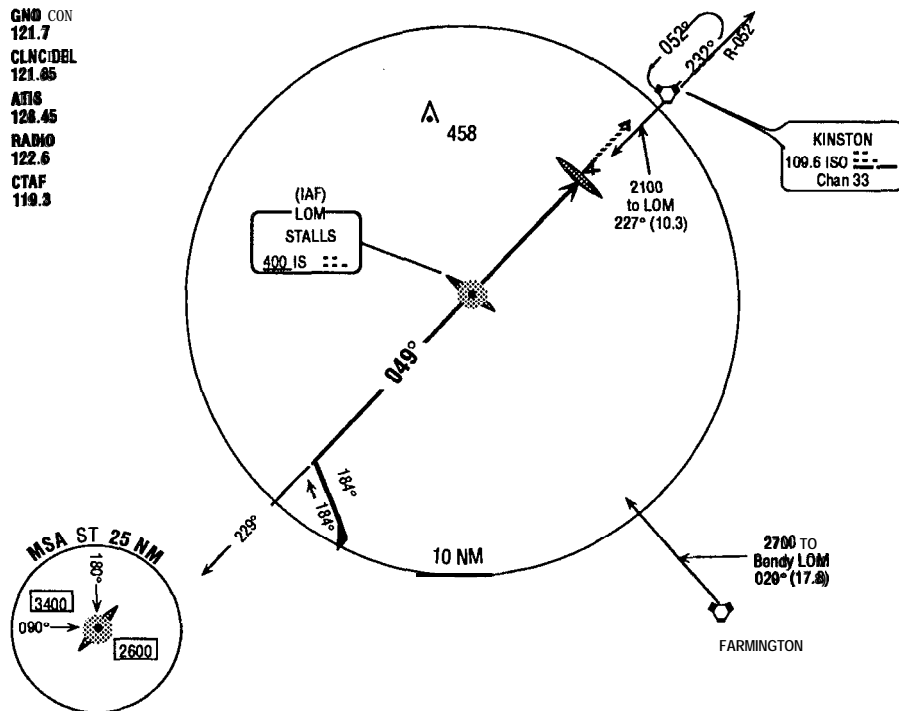 GND CON
121.7
CLNC DEL
121.85
ATIS
128.45
RADIO
122.6
CTAF
119.3
458
052°
232°
R-052
KINSTON
109.6 ISO
Chan 33
2100
to LOM
227° (10.3)
(IAF)
LOM
STALLS
400 IS
049°
184°
184°
229°
10 NM
MSA ST 25 NM
180°
3400
090°
2600
TO
Bendy LOM
029° (17.8)
FARMINGTON